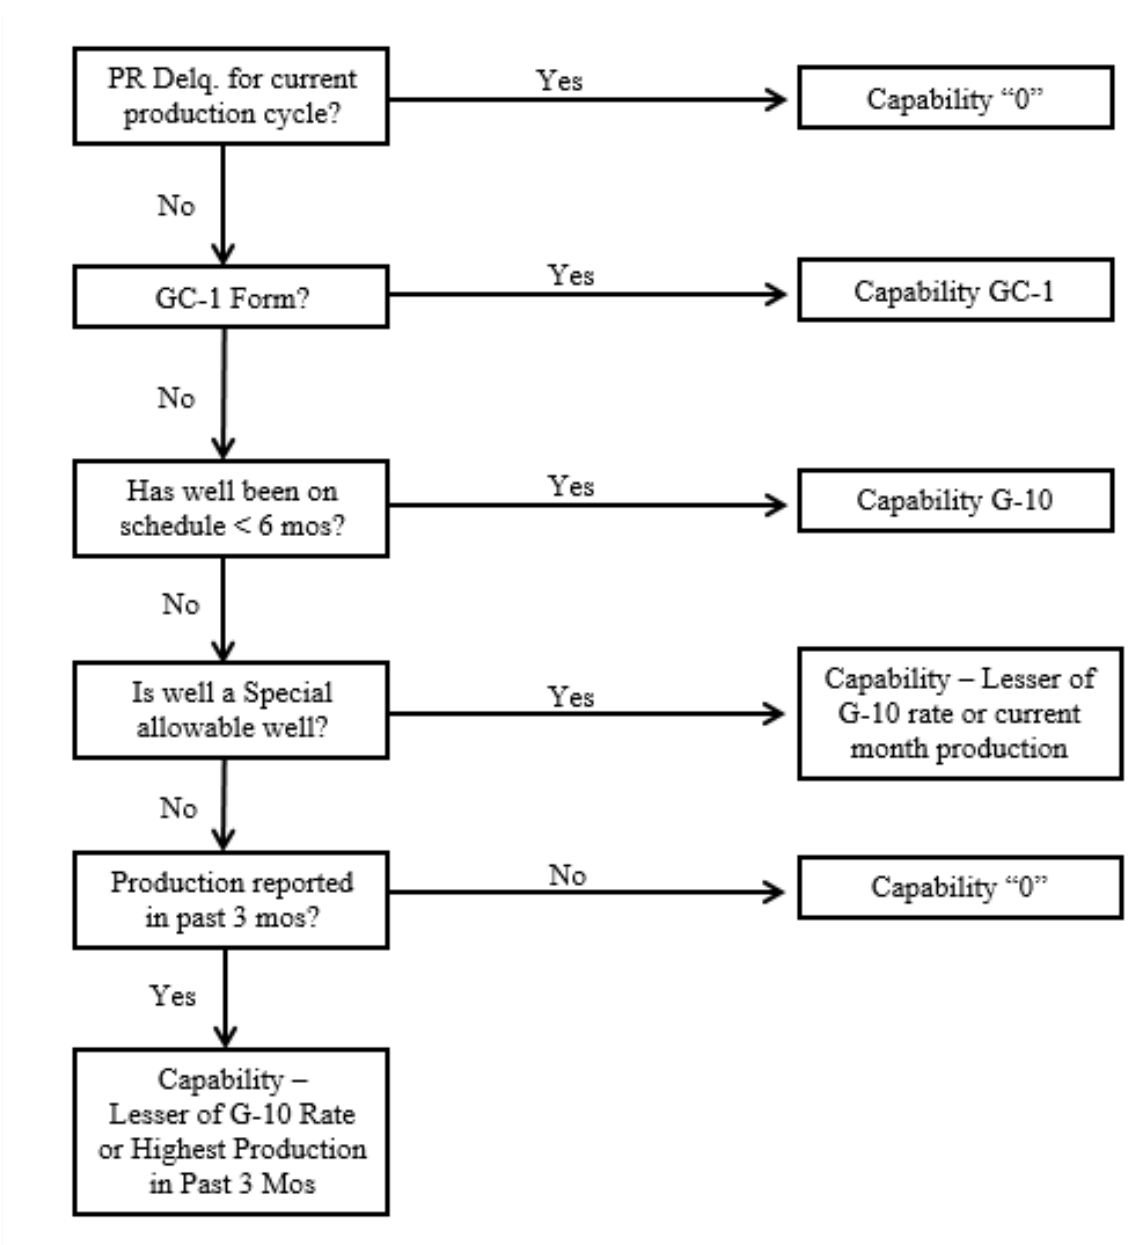 PR Delq. for current
production cycle?
Yes
Capability “0”
No
GC-1 Form?
Yes
Capability GC-1
No
Has well been on
schedule < 6 mos?
Yes
Capability G-10
No
Is well a Special
allowable well?
Yes
Capability – Lesser of
G-10 rate or current
month production
No
Production reported
in past 3 mos?
No
Capability “0”
Yes
Capability –
Lesser of G-10 Rate
or Highest Production
in Past 3 Mos